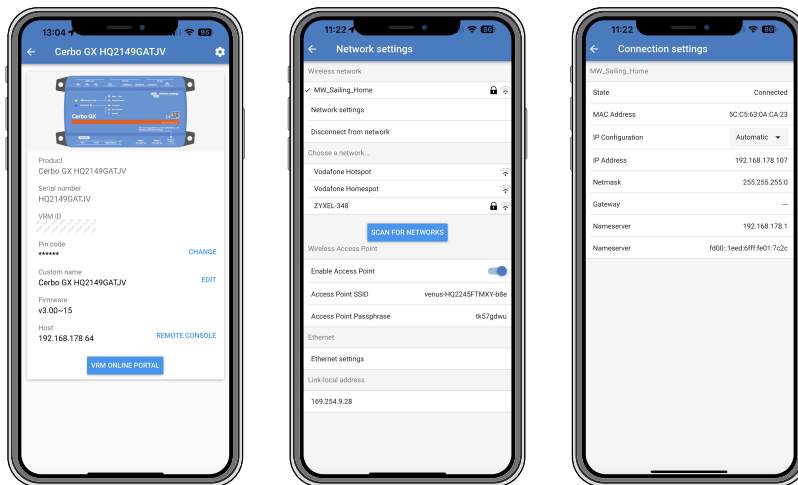 13:04
95
Cerbo GX HQ2149GATJV
Cerbo GX
Product
Cerbo GX HQ2149GATJV
Serial number
HQ2149GATJV
VRM ID
Pin code
******
CHANGE
Custom name
Cerbo GX HQ2149GATJV
EDIT
Firmware
v3.00~15
Host
192.168.178.64
REMOTE CONSOLE
VRM ONLINE PORTAL
11:22
86
Network settings
Wireless network
MW_Sailing_Home
Network settings
Disconnect from network
Choose a network...
Vodafone Hotspot
Vodafone Homespot
ZYXEL-348
SCAN FOR NETWORKS
Wireless Access Point
Enable Access Point
Access Point SSID venus-HQ2245FTMXY-b8e
Access Point Passphrase tk57gdwu
Ethernet
Ethernet settings
Link-local address
169.254.9.28
11:22
86
Connection settings
MW_Sailing_Home
State Connected
MAC Address 5C:C5:63:0A:CA:23
IP Configuration Automatic
IP Address 192.168.178.107
Netmask 255.255.255.0
Gateway —
Nameserver 192.168.178.1
Nameserver fd00::1eed:6fff:fe01:7c2c